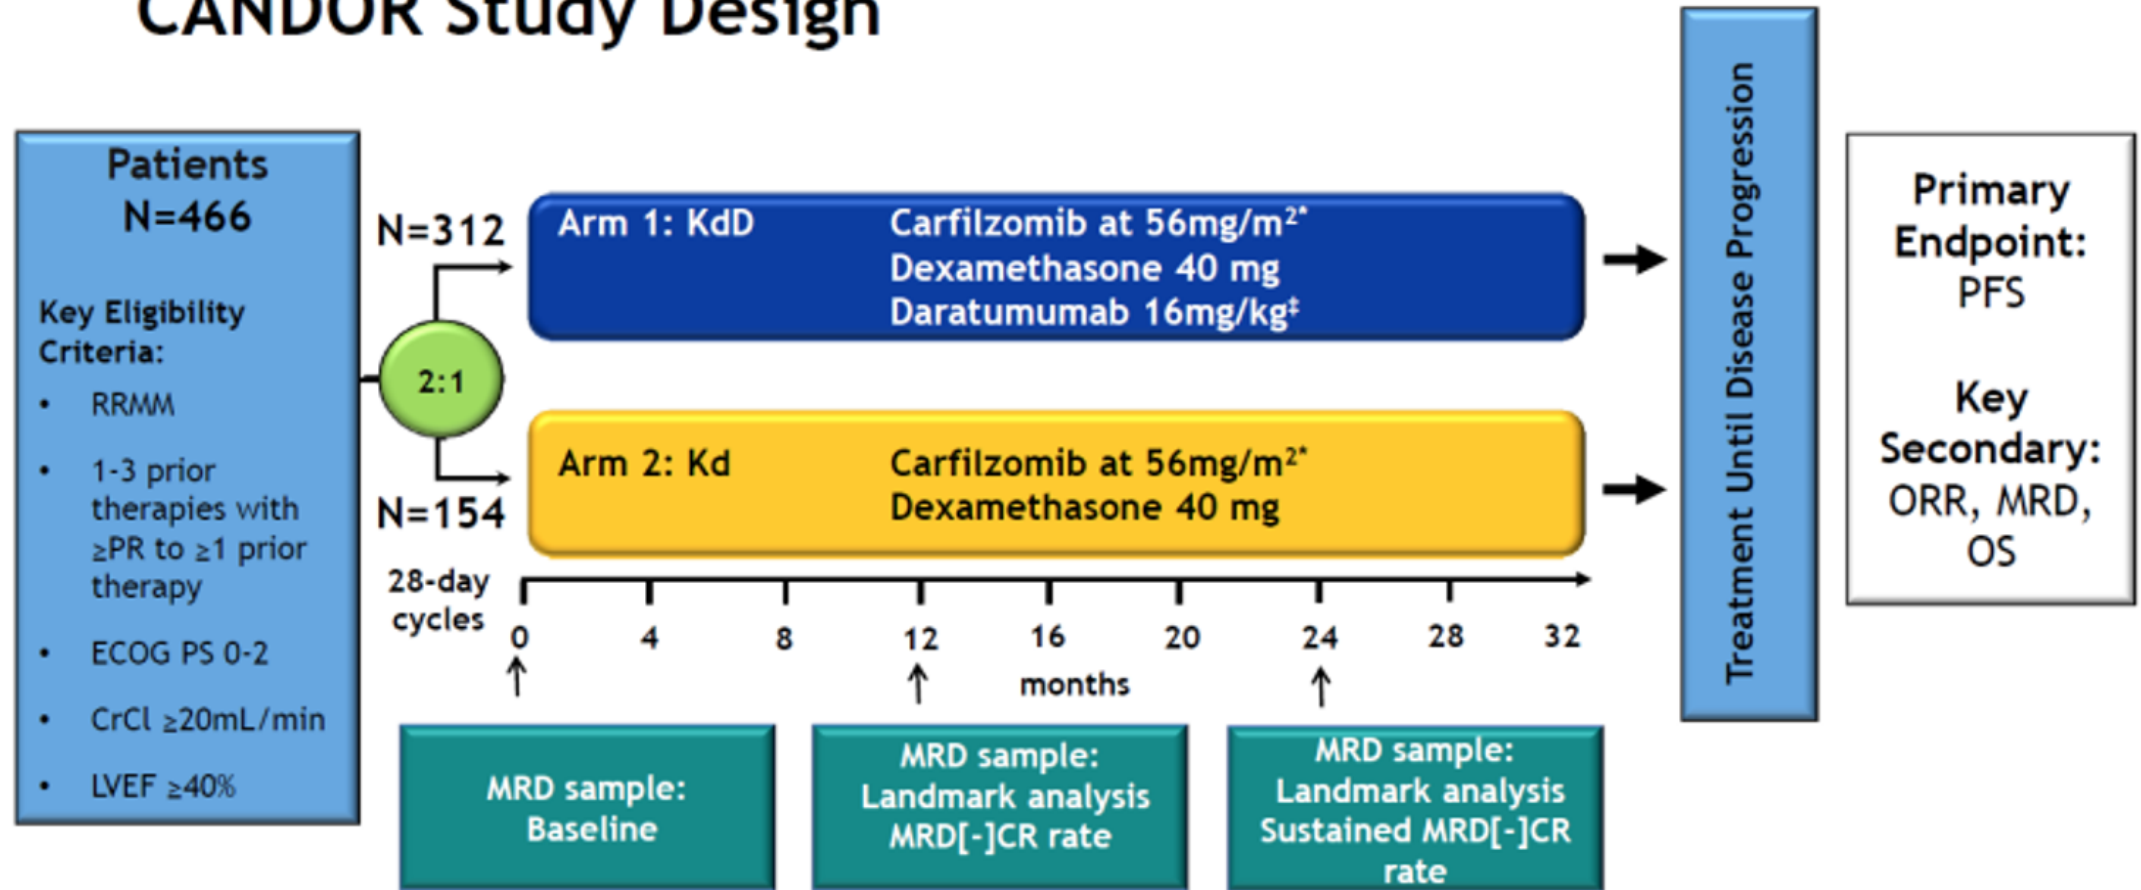 CANDOR Study Design
Patients
N=466
Key Eligibility
Criteria:
• RRMM
• 1-3 prior
therapies with
≥PR to ≥1 prior
therapy
• ECOG PS 0-2
• CrCl ≥20mL/min
• LVEF ≥40%
2:1
N=312
Arm 1: KdD
Carfilzomib at 56mg/m²*
Dexamethasone 40 mg
Daratumumab 16mg/kg‡
N=154
Arm 2: Kd
Carfilzomib at 56mg/m²*
Dexamethasone 40 mg
28-day
cycles
0 4 8 12 16 20 24 28 32
months
MRD sample:
Baseline
MRD sample:
Landmark analysis
MRD[-]CR rate
MRD sample:
Landmark analysis
Sustained MRD[-]CR
rate
Treatment Until Disease Progression
Primary
Endpoint:
PFS
Key
Secondary:
ORR, MRD,
OS